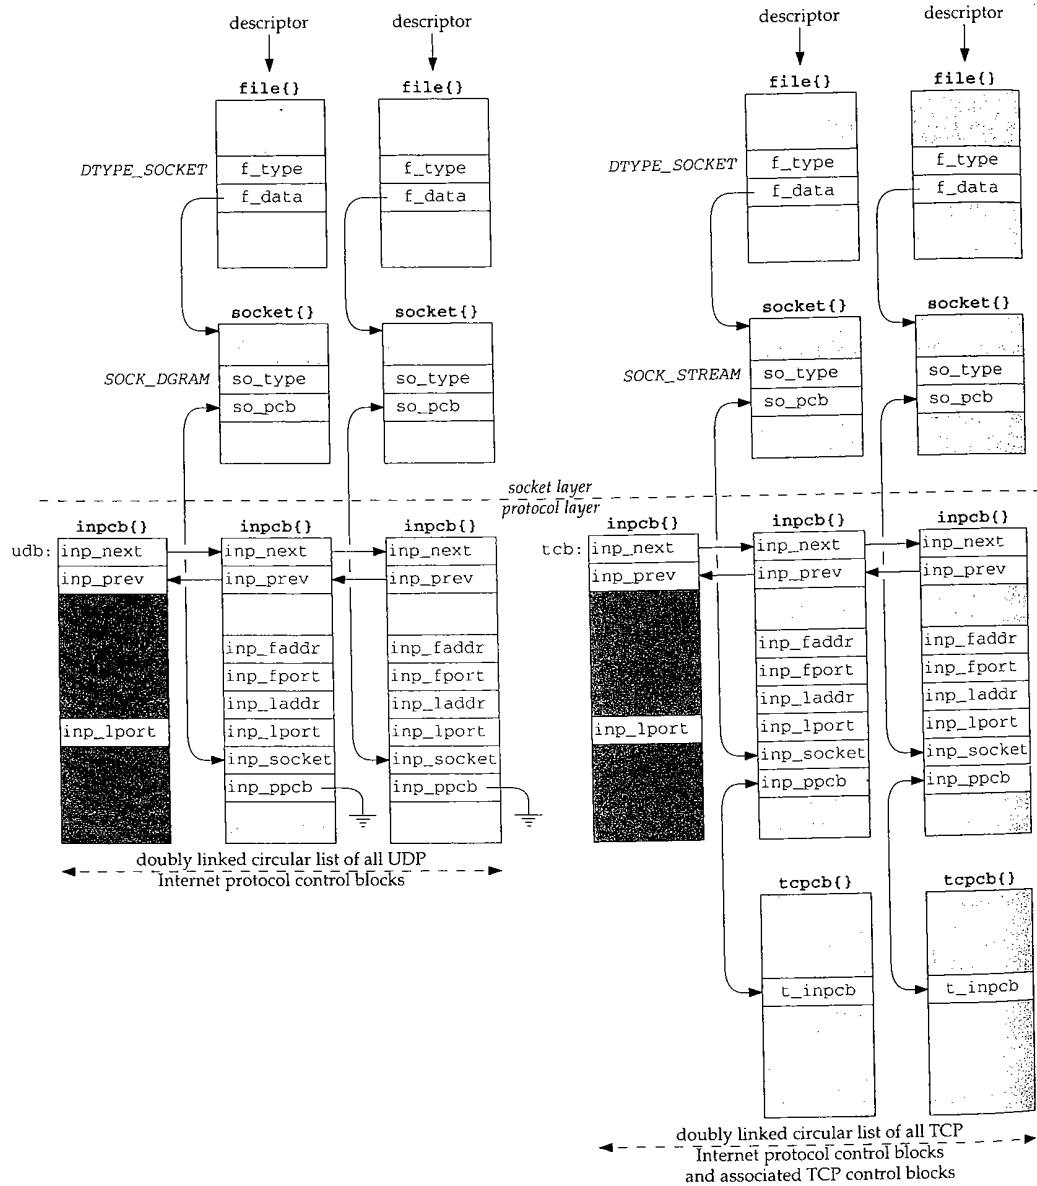 descriptor
descriptor
file{}
file{}
DTYPE_SOCKET
f_type
f_type
f_data
f_data
socket{}
socket{}
SOCK_DGRAM
so_type
so_type
so_pcb
so_pcb
descriptor
descriptor
file{}
file{}
DTYPE_SOCKET
f_type
f_type
f_data
f_data
socket{}
socket{}
SOCK_STREAM
so_type
so_type
so_pcb
so_pcb
socket layer
protocol layer
inpcb{}
inpcb{}
inpcb{}
udb:
inp_next
inp_next
inp_next
inp_prev
inp_prev
inp_prev
inp_faddr
inp_faddr
inp_fport
inp_fport
inp_laddr
inp_laddr
inp_lport
inp_lport
inp_lport
inp_socket
inp_socket
inp_ppcb
inp_ppcb
doubly linked circular list of all UDP
Internet protocol control blocks
inpcb{}
inpcb{}
inpcb{}
tcb:
inp_next
inp_next
inp_next
inp_prev
inp_prev
inp_prev
inp_faddr
inp_faddr
inp_fport
inp_fport
inp_laddr
inp_laddr
inp_lport
inp_lport
inp_lport
inp_socket
inp_socket
inp_ppcb
inp_ppcb
tcpcb{}
tcpcb{}
t_inpcb
t_inpcb
doubly linked circular list of all TCP
Internet protocol control blocks
and associated TCP control blocks